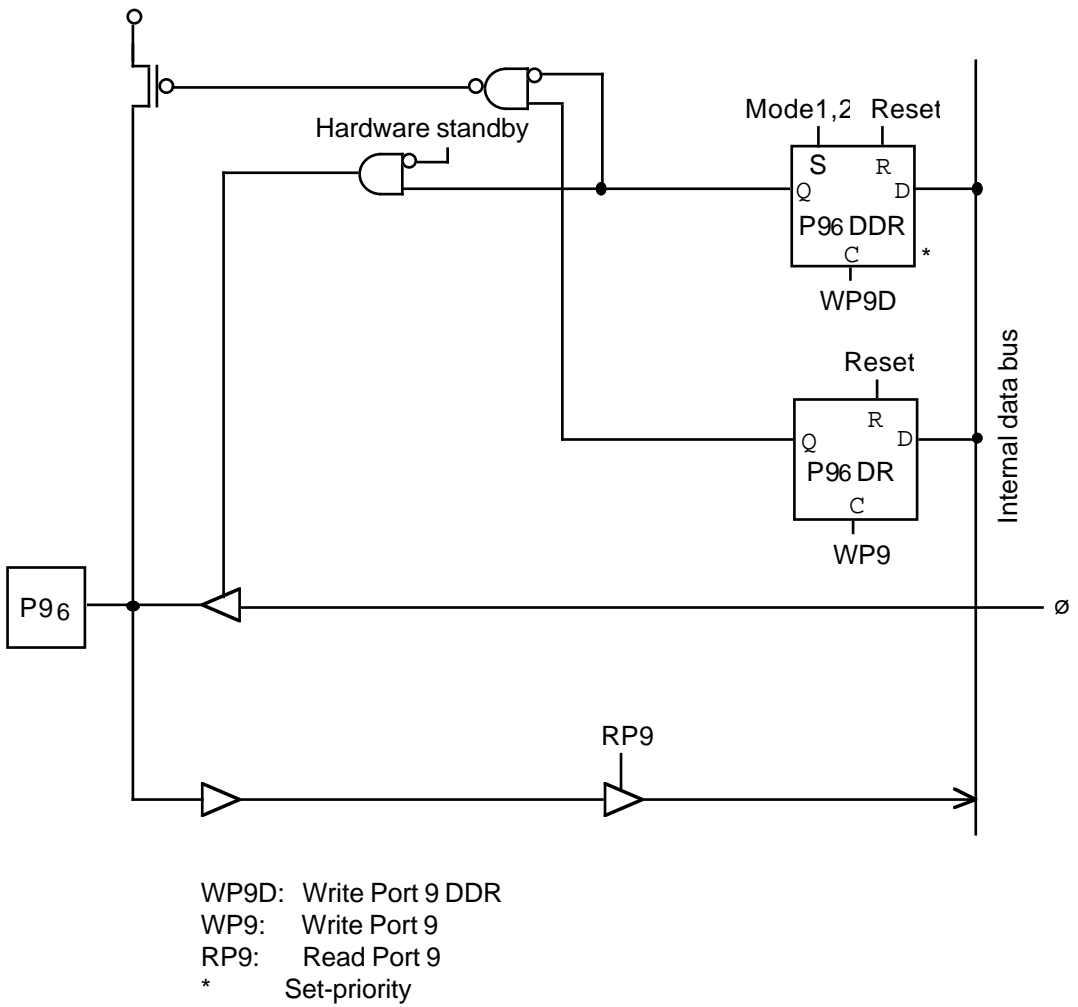 Hardware standby
Mode1,2 Reset
S R
Q D
P96 DDR
C *
WP9D
Reset
R
Q D
P96 DR
C
WP9
Internal data bus
P96
ø
RP9
WP9D: Write Port 9 DDR
WP9: Write Port 9
RP9: Read Port 9
* Set-priority